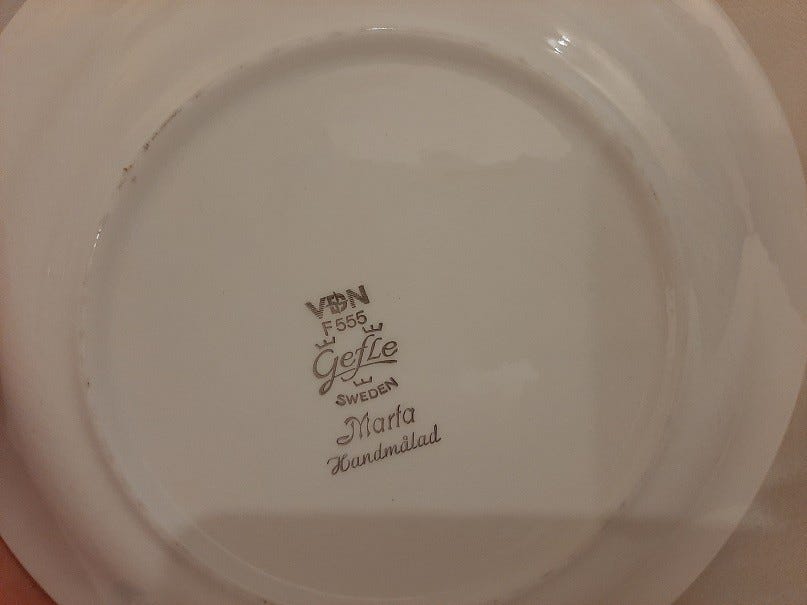 VDN
F555
Gefle
SWEDEN
Marta
Handmålad